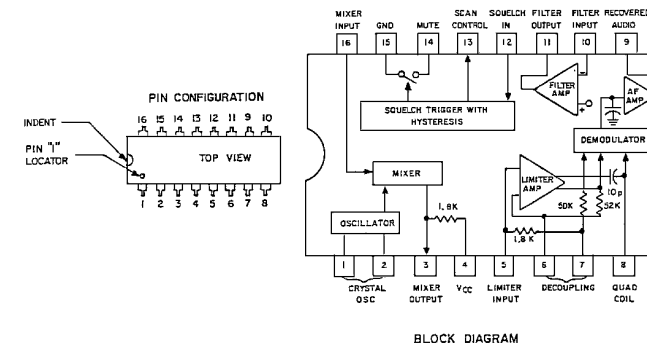 PIN CONFIGURATION
INDENT
PIN "1"
LOCATOR
16 15 14 13 12 11 9 10
TOP VIEW
1 2 3 4 5 6 7 8
MIXER INPUT
GND
MUTE
SCAN CONTROL
SQUELCH IN
FILTER OUTPUT
FILTER INPUT
RECOVERED AUDIO
16 15 14 13 12 11 10 9
SQUELCH TRIGGER WITH
HYSTERESIS
FILTER
AMP
- +
AF
AMP
DEMODULATOR
MIXER
LIMITER
AMP
10p
50K
52K
1.8K
OSCILLATOR
1.8K
1 2 3 4 5 6 7 8
CRYSTAL
OSC
MIXER
OUTPUT
VCC
LIMITER
INPUT
DECOUPLING
QUAD
COIL
BLOCK DIAGRAM